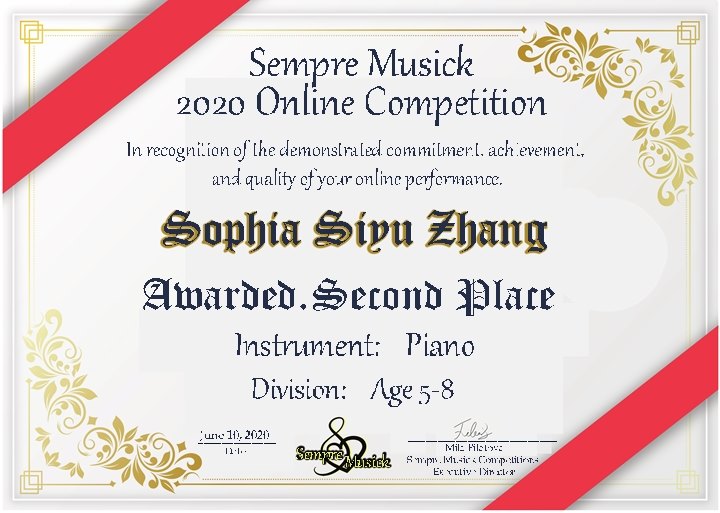 Sempre Musick
2020 Online Competition
In recognition of the demonstrated commitment, achievement,
and quality of your online performance.
Sophia Siyu Zhang
Awarded.Second Place
Instrument: Piano
Division: Age 5-8
June 10, 2020
Date
Sempre Musick
Sempre Musick Competitions
Executive Director